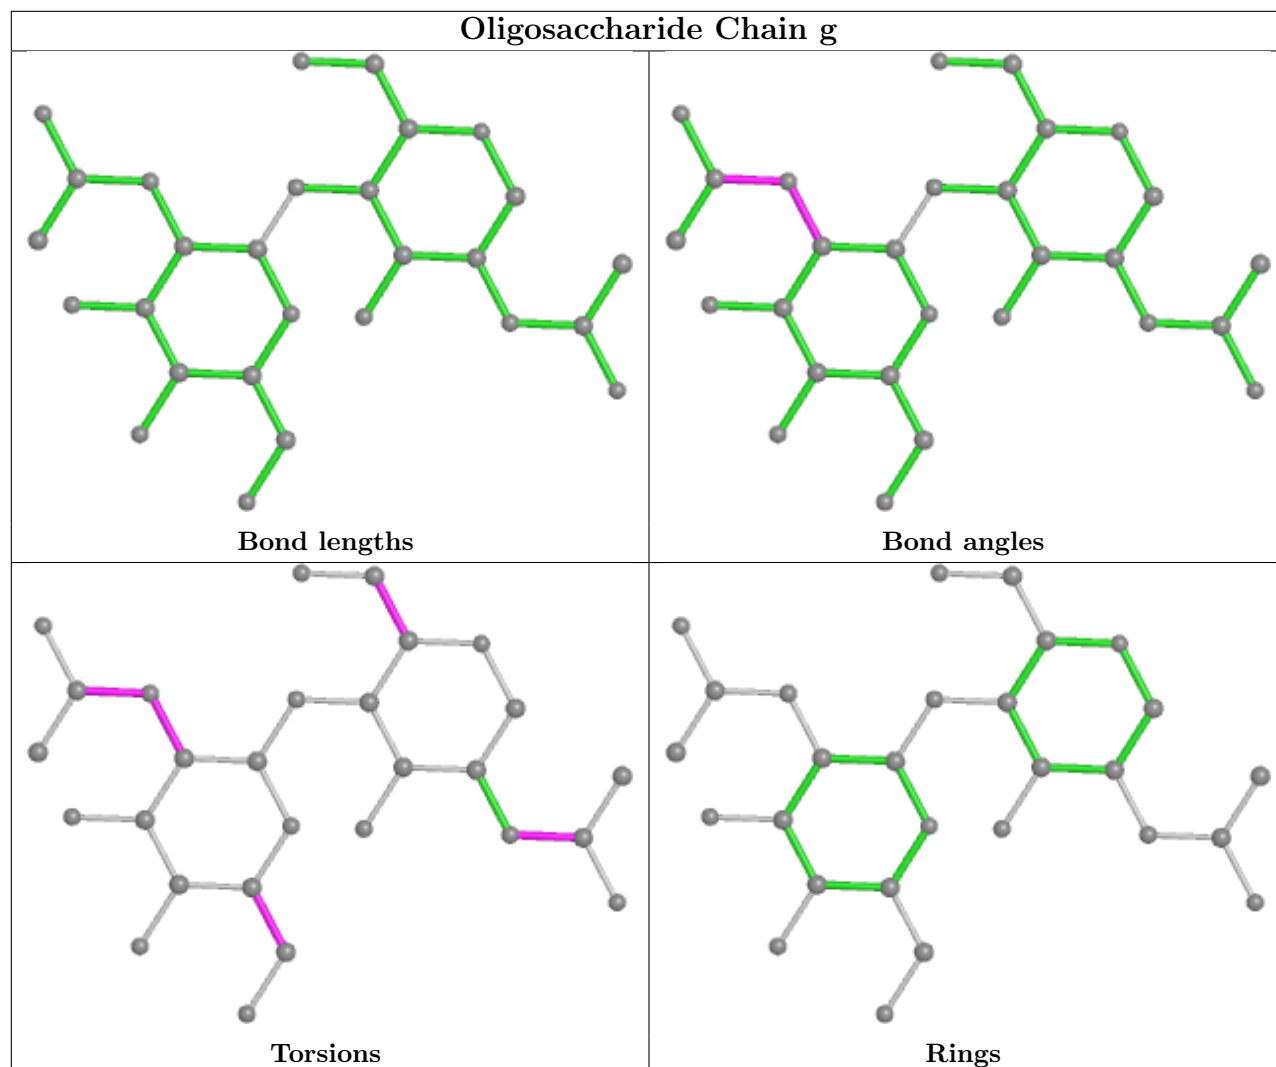 Oligosaccharide Chain g
Bond lengths
Bond angles
Torsions
Rings